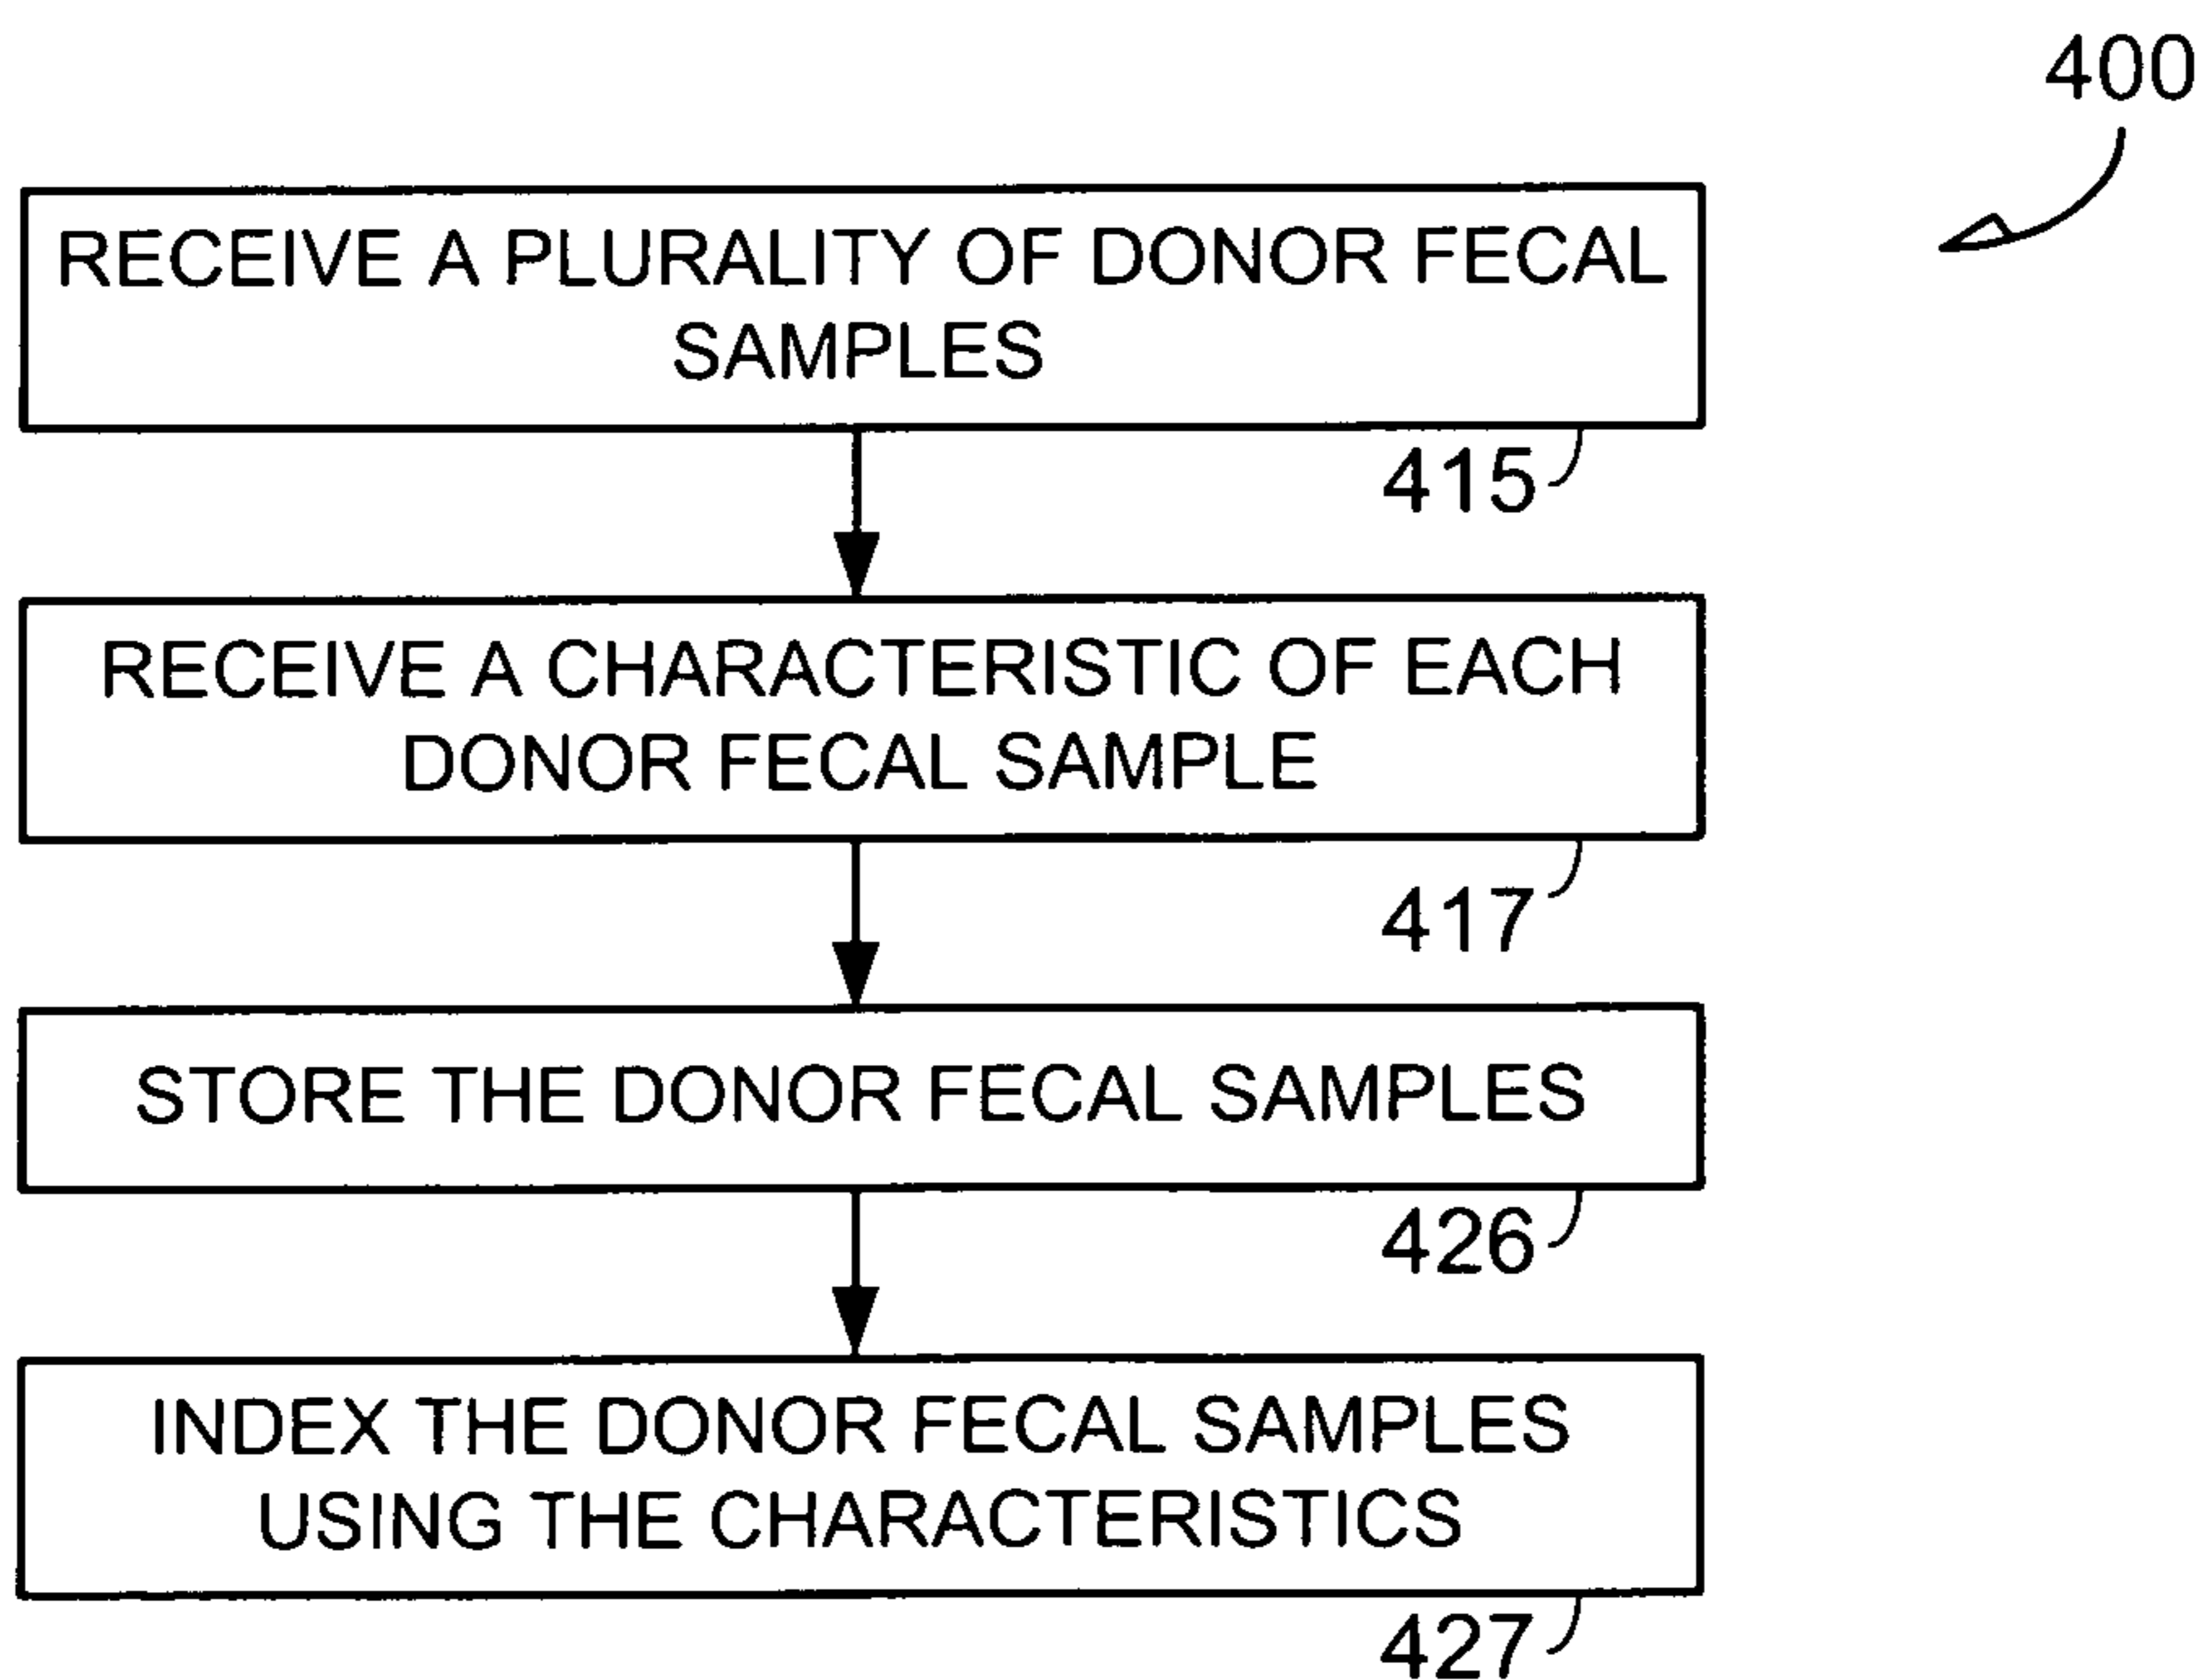 400
RECEIVE A PLURALITY OF DONOR FECAL
SAMPLES
415
RECEIVE A CHARACTERISTIC OF EACH
DONOR FECAL SAMPLE
417
STORE THE DONOR FECAL SAMPLES
426
INDEX THE DONOR FECAL SAMPLES
USING THE CHARACTERISTICS
427